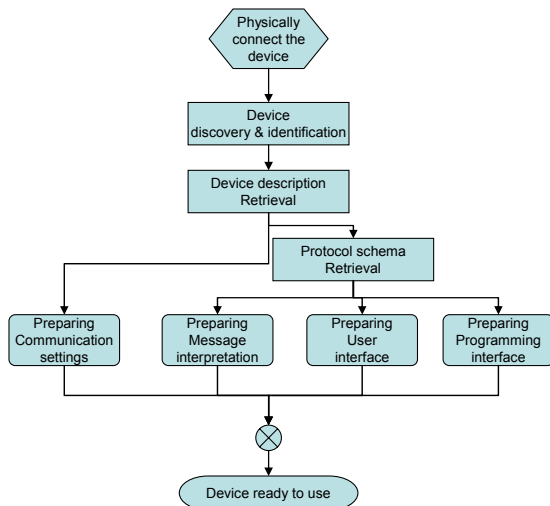 Physically
connect the
device
Device
discovery & identification
Device description
Retrieval
Protocol schema
Retrieval
Preparing
Communication
settings
Preparing
Message
interpretation
Preparing
User
interface
Preparing
Programming
interface
Device ready to use